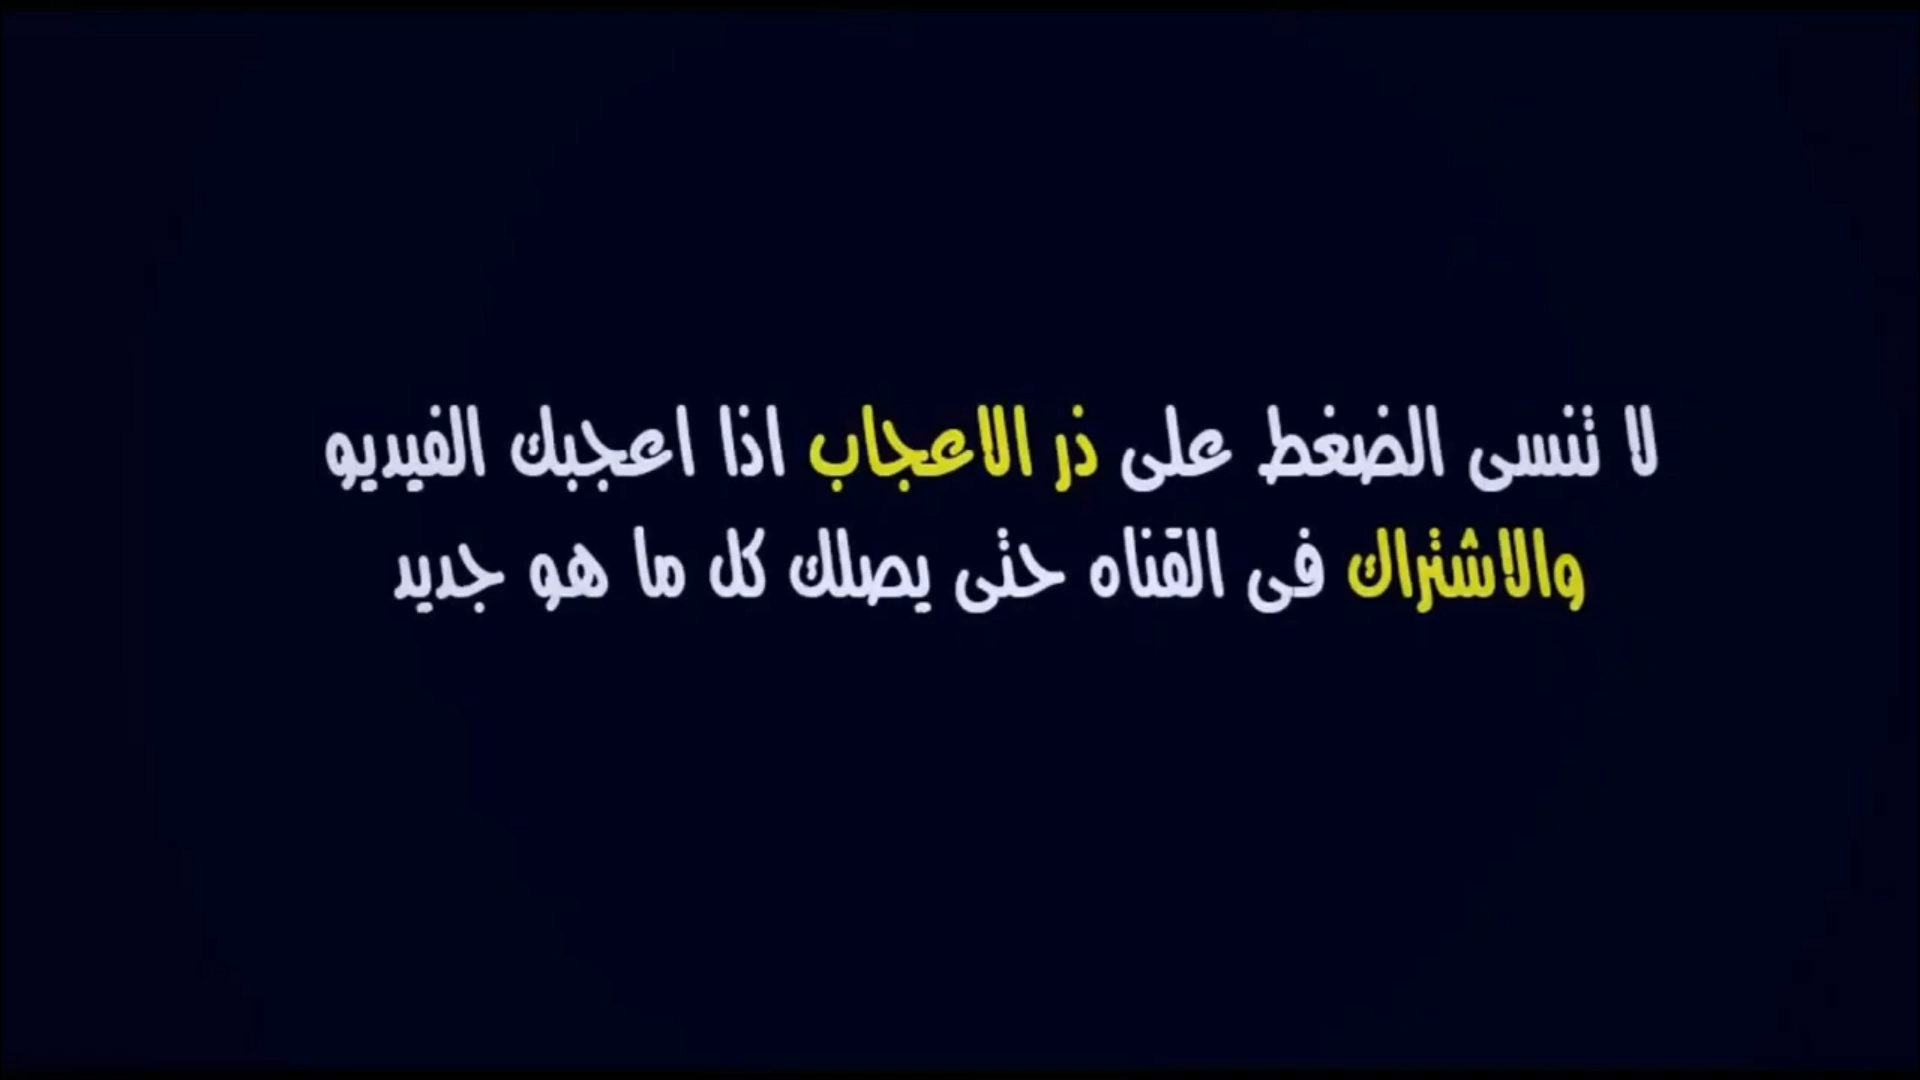 لا تنسى الضغط على ذر الاعجاب اذا اعجبك الفيديو
والاشتراك فى القناه حتى يصلك كل ما هو جديد